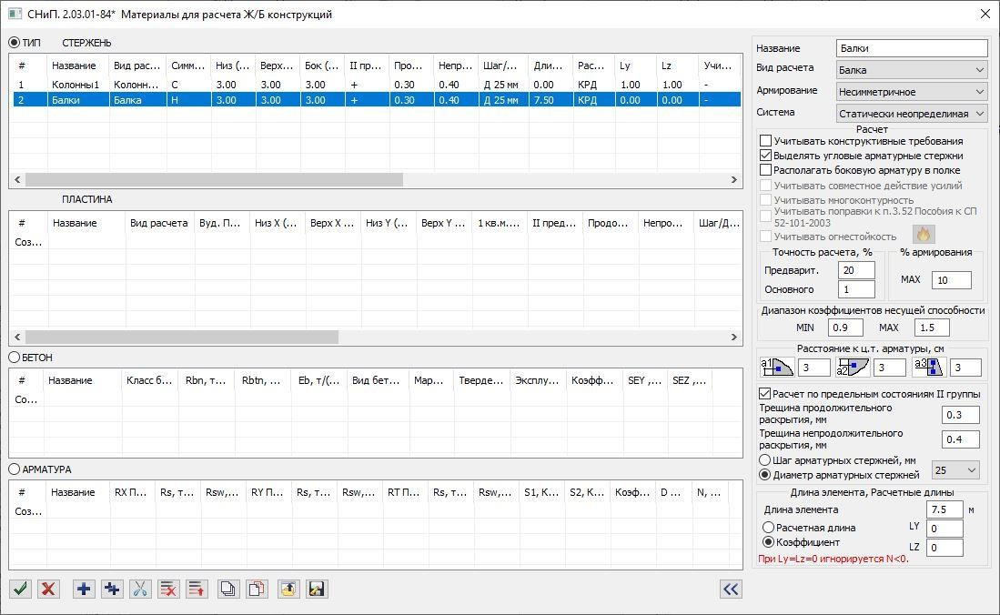 СНиП. 2.03.01-84* Материалы для расчета Ж/Б конструкций
ТИП СТЕРЖЕНЬ
# Название Вид рас... Симм... Низ (... Верх... Бок (... II пр... Про... Непр... Шаг/... Дли... Рас... Ly Lz Учи...
1 Колонны1 Колонн... С 3.00 3.00 3.00 + 0.30 0.40 Д 25 мм 0.00 КРД 1.00 1.00 -
2 Балки Балка Н 3.00 3.00 3.00 + 0.30 0.40 Д 25 мм 7.50 КРД 0.00 0.00 -
ПЛАСТИНА
# Название Вид расчета Вуд. П... Низ X (... Верх X ... Низ Y (... Верх Y ... 1 кв.м.... II пред... Продо... Непро... Шаг/Д...
Соз...
БЕТОН
# Название Класс б... Rbn, т... Rbtn, ... Eb, т/(... Вид бет... Мар... Тверде... Эксплу... Коэфф... SEY ,... SEZ ,...
Со...
АРМАТУРА
# Название RX П... Rs, т... Rsw,... RY П... Rs, т... Rsw,... RT П... Rs, т... Rsw,... S1, К... S2, К... Коэф... D ... N, ...
Соз...
Название Балки
Вид расчета Балка
Армирование Несимметричное
Система Статически неопределимая
Расчет
Учитывать конструктивные требования
Выделять угловые арматурные стержни
Располагать боковую арматуру в полке
Учитывать совместное действие усилий
Учитывать многоконтурность
Учитывать поправки к п.3.52 Пособия к СП
52-101-2003
Учитывать огнестойкость
Точность расчета, % % армирования
Предварит. 20
MAX 10
Основного 1
Диапазон коэффициентов несущей способности
MIN 0.9 MAX 1.5
Расстояние к ц.т. арматуры, см
a1 3 a2 3 a3 3
Расчет по предельным состояниям II группы
Трещина продолжительного
раскрытия, мм 0.3
Трещина непродолжительного
раскрытия, мм 0.4
Шаг арматурных стержней, мм
Диаметр арматурных стержней 25
Длина элемента, Расчетные длины
Длина элемента 7.5 м
Расчетная длина LY 0
Коэффициент LZ 0
При Ly=Lz=0 игнорируется N<0.